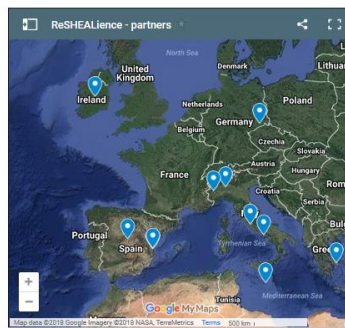 ReSHEALience - partners
North Sea
Denmark
Lithua
United
Kingdom
Ireland
Netherlands
Poland
Germany
Belgium
Czechia
Slovakia
Austria
Hungary
France
Croatia
Rom
Serbia
Italy
Bulg
Portugal
Spain
Tyrrhenian Sea
Greece
Tunisia
Mediterranean Sea
+
−
Google My Maps
Map data ©2018 Google Imagery ©2018 NASA, TerraMetrics Terms 500 km